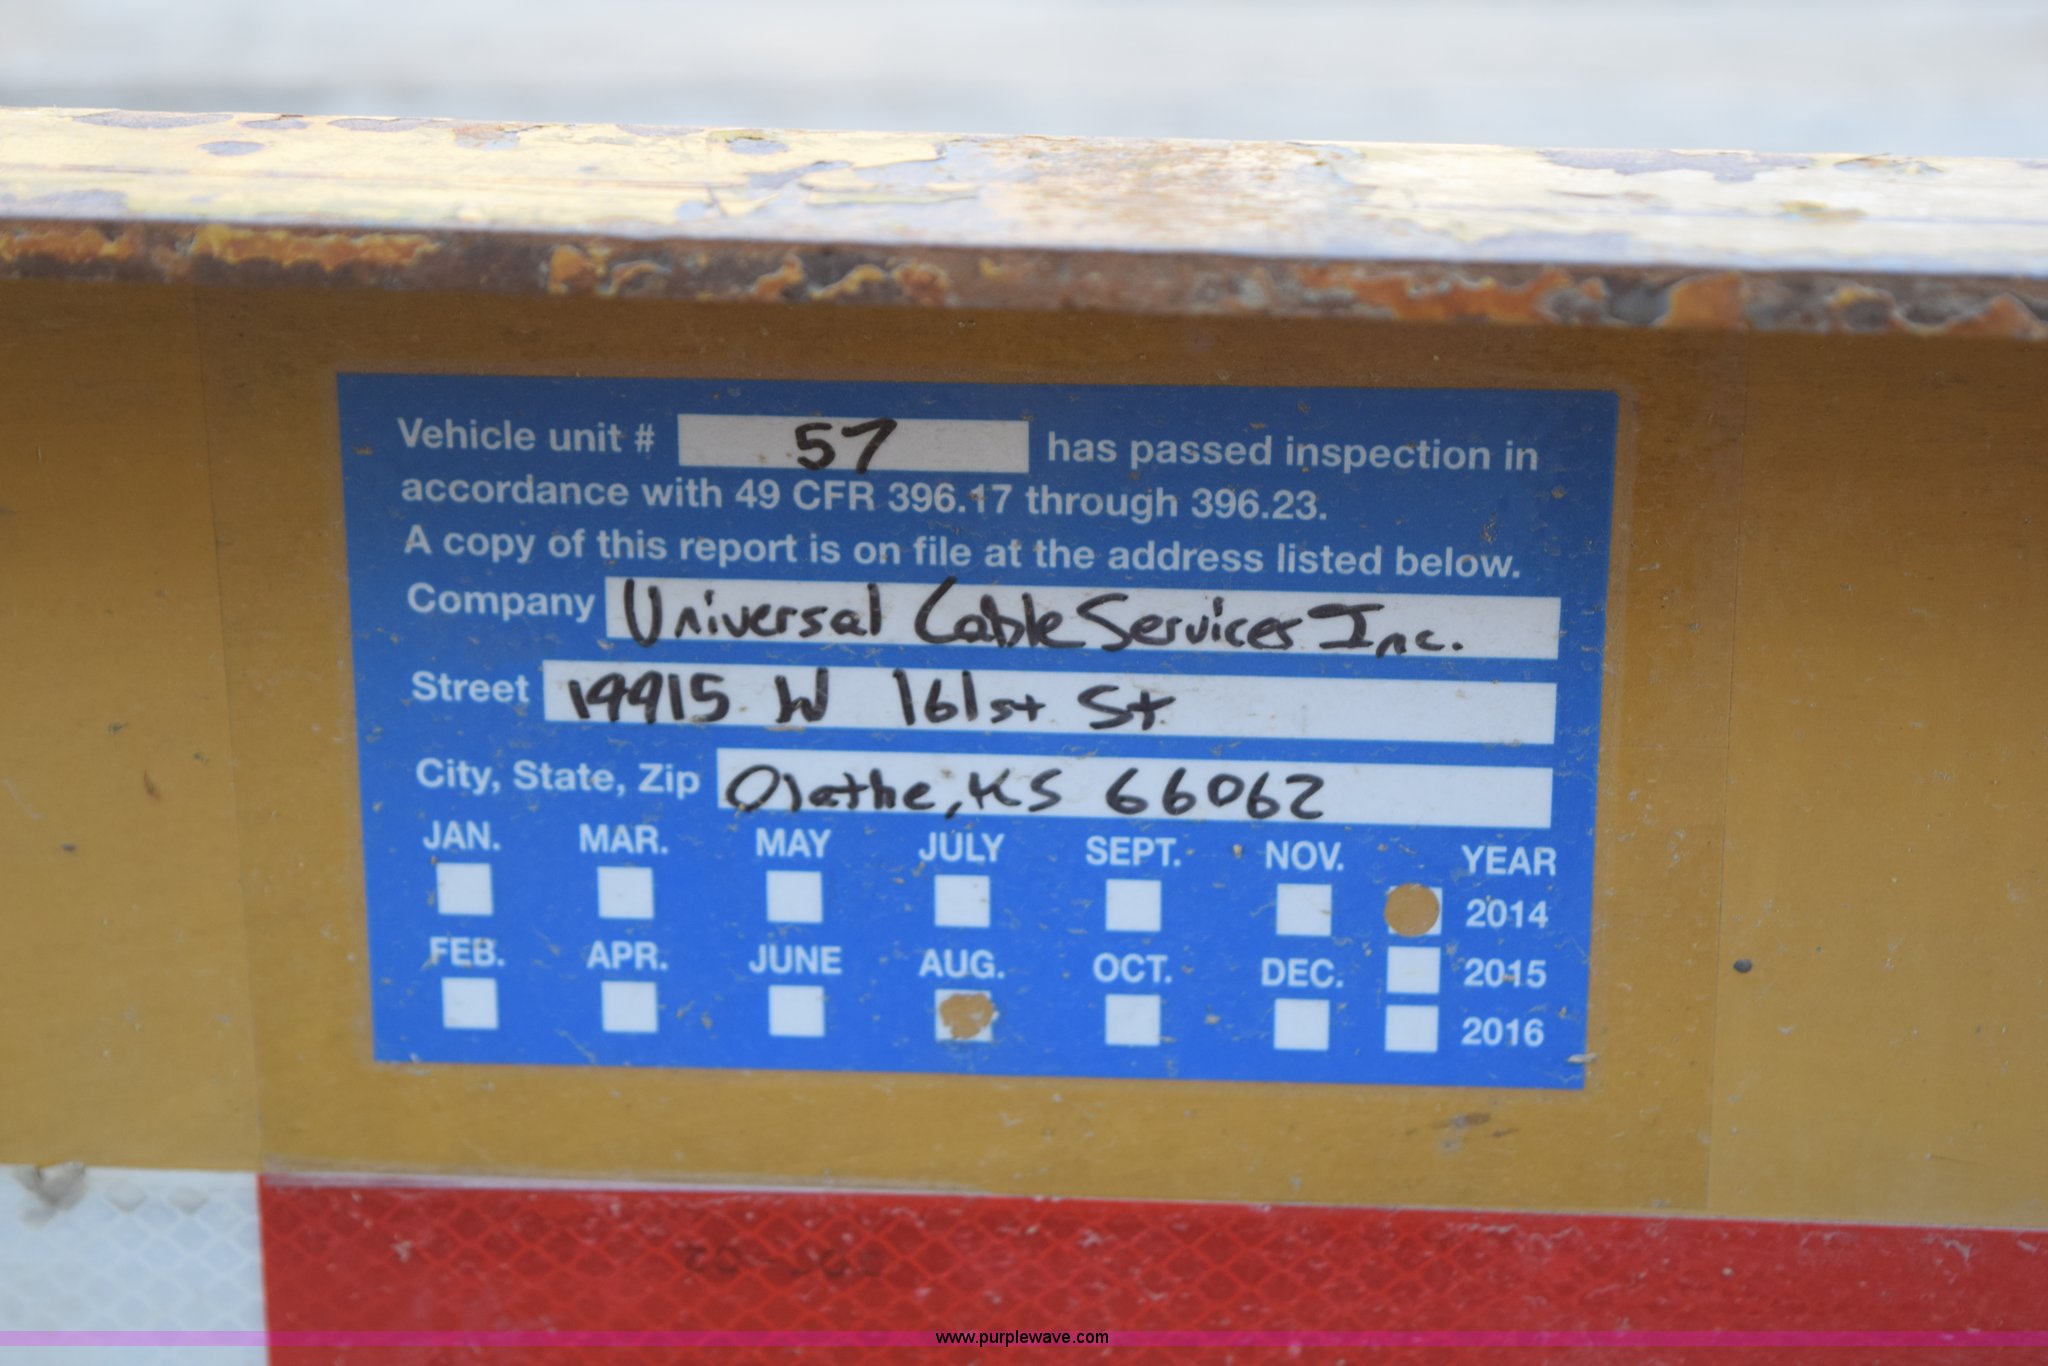 Vehicle unit # 57 has passed inspection in
accordance with 49 CFR 396.17 through 396.23.
A copy of this report is on file at the address listed below.
Company Universal Cable Services Inc.
Street 19915 W 161st St
City, State, Zip Olathe, KS 66062
JAN. MAR. MAY JULY SEPT. NOV. YEAR
2014
FEB. APR. JUNE AUG. OCT. DEC. 2015
2016
www.purplewave.com